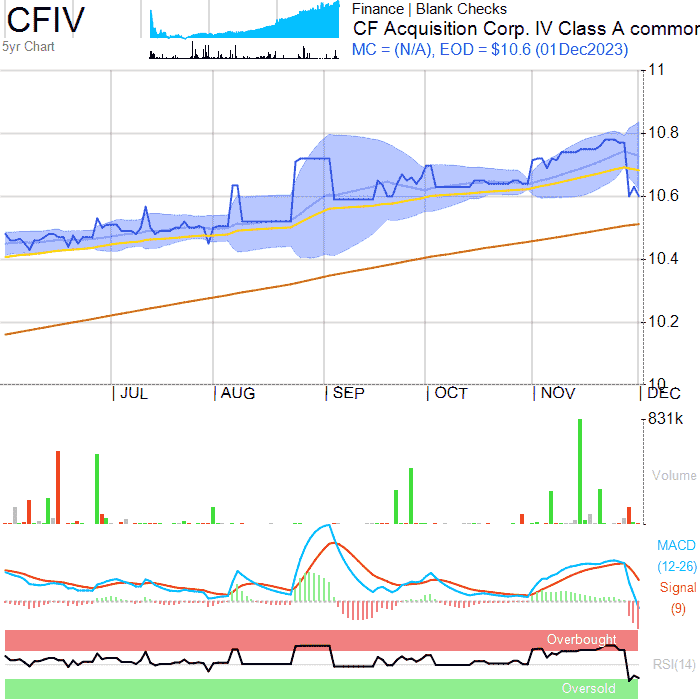 CFIV
5yr Chart
Finance | Blank Checks
CF Acquisition Corp. IV Class A common
MC = (N/A), EOD = $10.6 (01Dec2023)
11
10.8
10.6
10.4
10.2
10
JUL
AUG
SEP
OCT
NOV
DEC
831k
Volume
MACD
(12-26)
Signal
(9)
Overbought
RSI(14)
Oversold